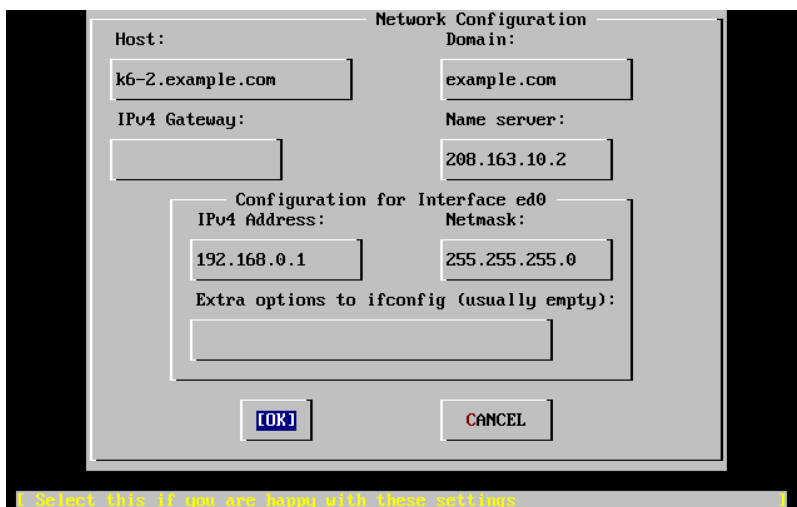 Network Configuration
Host: Domain:
k6-2.example.com example.com
IPv4 Gateway: Name server:
208.163.10.2
Configuration for Interface ed0
IPv4 Address: Netmask:
192.168.0.1 255.255.255.0
Extra options to ifconfig (usually empty):
[OK] CANCEL
[ Select this if you are happy with these settings ]